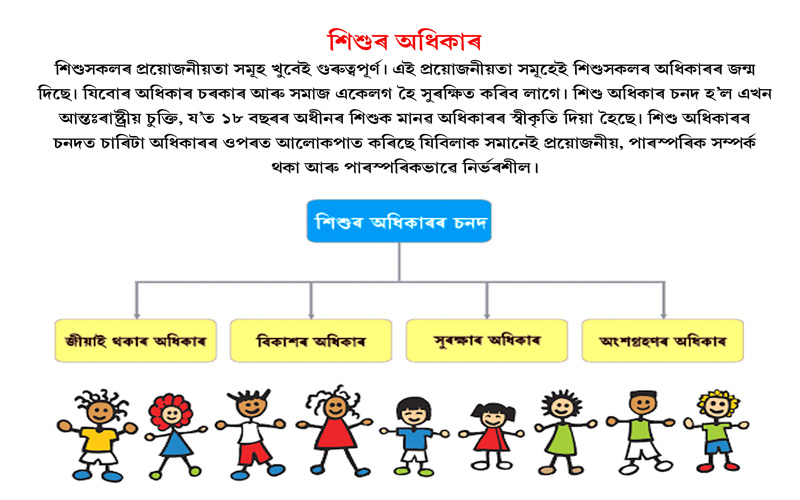 শিশুৰ অধিকাৰ
শিশুসকলৰ প্ৰয়োজনীয়তা সমূহ খুবেই গুৰুত্বপূৰ্ণ। এই প্ৰয়োজনীয়তা সমূহেই শিশুসকলৰ অধিকাৰৰ জন্ম
দিছে। যিবোৰ অধিকাৰ চৰকাৰ আৰু সমাজ একেলগ হৈ সুৰক্ষিত কৰিব লাগে। শিশু অধিকাৰ চনদ হ’ল এখন
আন্তঃৰাষ্ট্ৰীয় চুক্তি, য’ত ১৮ বছৰৰ অধীনৰ শিশুক মানৱ অধিকাৰৰ স্বীকৃতি দিয়া হৈছে। শিশু অধিকাৰৰ
চনদত চাৰিটা অধিকাৰৰ ওপৰত আলোকপাত কৰিছে যিবিলাক সমানেই প্ৰয়োজনীয়, পাৰস্পৰিক সম্পৰ্ক
থকা আৰু পাৰস্পৰিকভাৱে নিৰ্ভৰশীল।
শিশুৰ অধিকাৰৰ চনদ
জীয়াই থকাৰ অধিকাৰ
বিকাশৰ অধিকাৰ
সুৰক্ষাৰ অধিকাৰ
অংশগ্ৰহণৰ অধিকাৰ